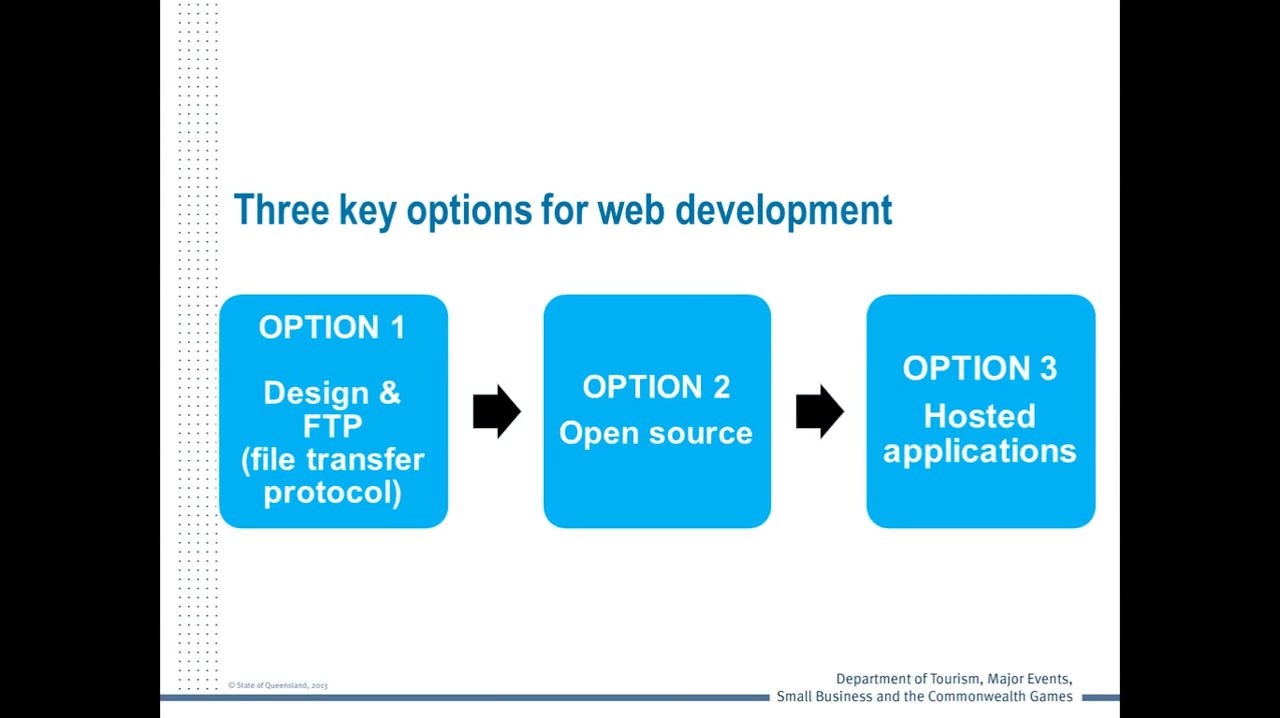 Three key options for web development
OPTION 1
Design &
FTP
(file transfer
protocol)
OPTION 2
Open source
OPTION 3
Hosted
applications
© State of Queensland, 2013
Department of Tourism, Major Events,
Small Business and the Commonwealth Games